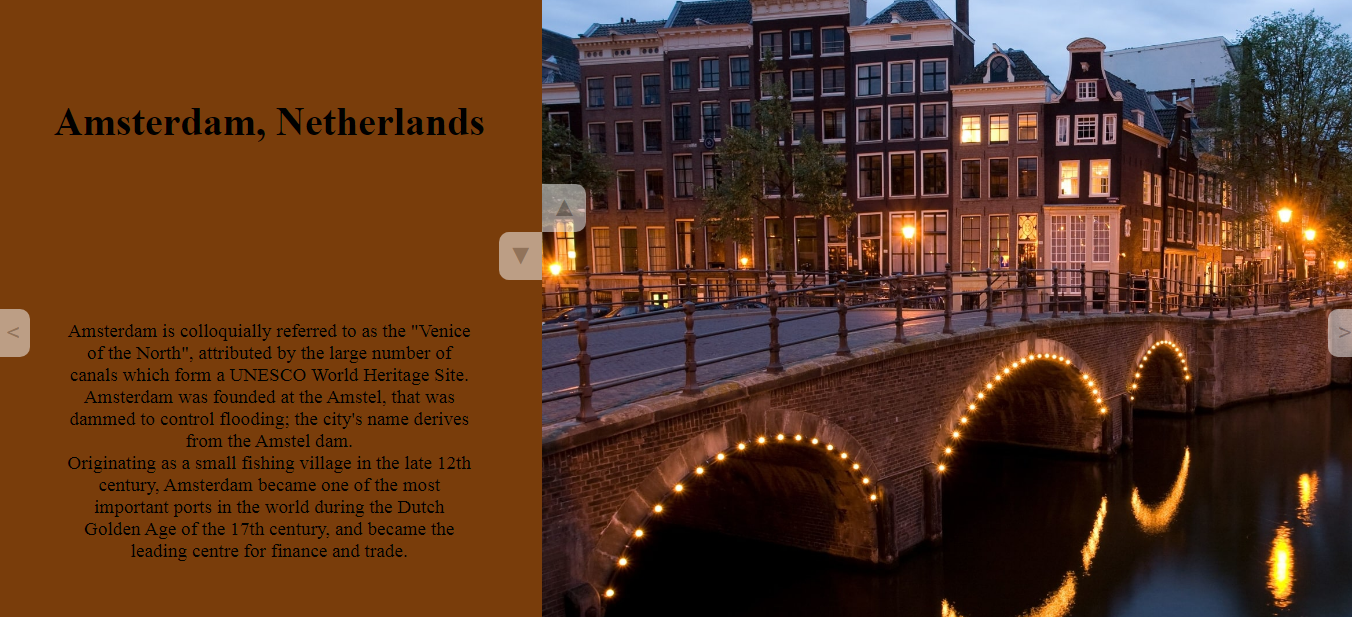 Amsterdam, Netherlands
▲
▼
<
>
Amsterdam is colloquially referred to as the "Venice
of the North", attributed by the large number of
canals which form a UNESCO World Heritage Site.
Amsterdam was founded at the Amstel, that was
dammed to control flooding; the city's name derives
from the Amstel dam.
Originating as a small fishing village in the late 12th
century, Amsterdam became one of the most
important ports in the world during the Dutch
Golden Age of the 17th century, and became the
leading centre for finance and trade.